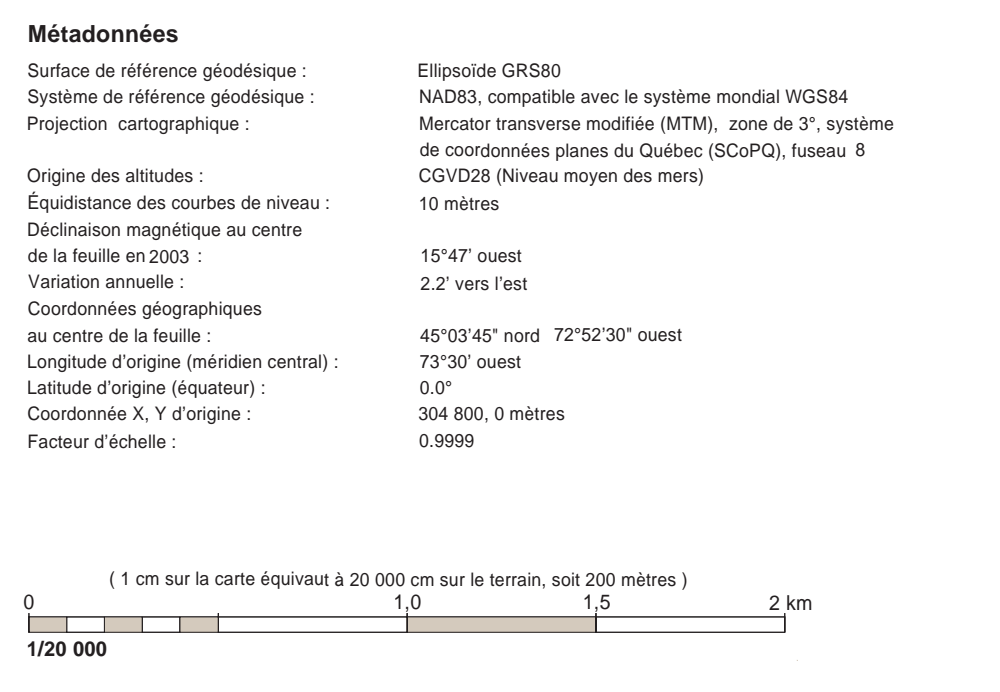 Métadonnées
Surface de référence géodésique : Ellipsoïde GRS80
Système de référence géodésique : NAD83, compatible avec le système mondial WGS84
Projection cartographique : Mercator transverse modifiée (MTM), zone de 3°, système
de coordonnées planes du Québec (SCoPQ), fuseau 8
Origine des altitudes : CGVD28 (Niveau moyen des mers)
Équidistance des courbes de niveau : 10 mètres
Déclinaison magnétique au centre
de la feuille en 2003 : 15°47' ouest
Variation annuelle : 2.2' vers l'est
Coordonnées géographiques
au centre de la feuille : 45°03'45" nord 72°52'30" ouest
Longitude d'origine (méridien central) : 73°30' ouest
Latitude d'origine (équateur) : 0.0°
Coordonnée X, Y d'origine : 304 800, 0 mètres
Facteur d'échelle : 0.9999
( 1 cm sur la carte équivaut à 20 000 cm sur le terrain, soit 200 mètres )
0 1,0 1,5 2 km
1/20 000